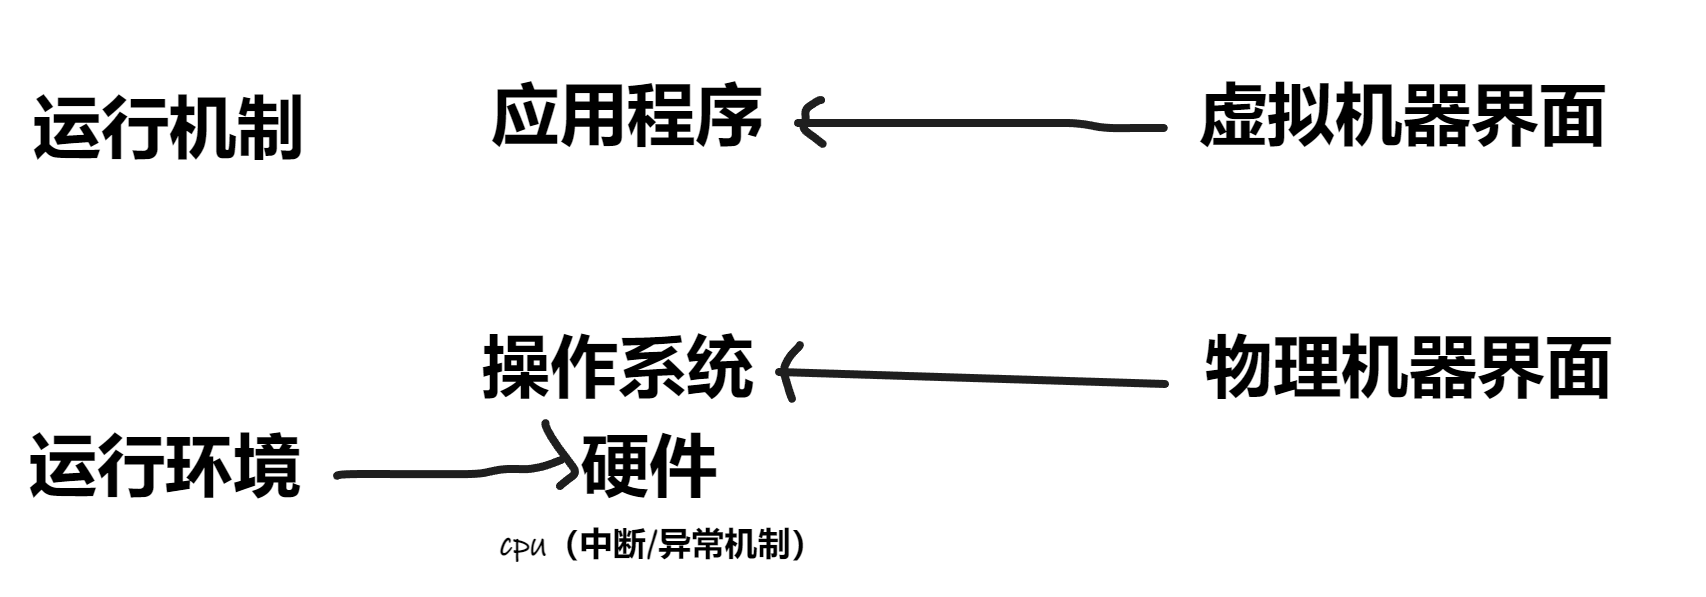 运行机制 应用程序 虚拟机器界面
操作系统 物理机器界面
运行环境 硬件
cpu（中断/异常机制）